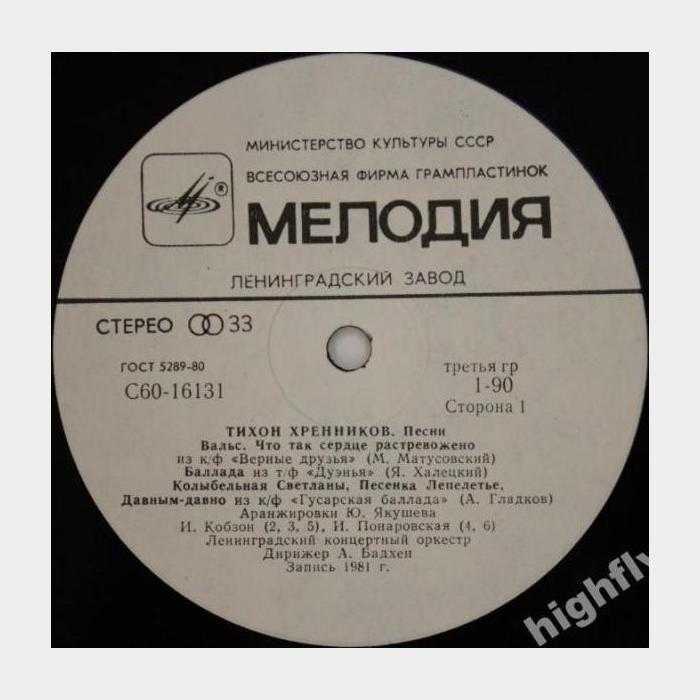 МИНИСТЕРСТВО КУЛЬТУРЫ СССР
ВСЕСОЮЗНАЯ ФИРМА ГРАМПЛАСТИНОК
®
МЕЛОДИЯ
ЛЕНИНГРАДСКИЙ ЗАВОД
СТЕРЕО 33
ГОСТ 5289-80
третья гр
С60-16131
1-90
Сторона 1
ТИХОН ХРЕННИКОВ. Песни
Вальс. Что так сердце растревожено
из к/ф «Верные друзья» (М. Матусовский)
Баллада из т/ф «Дуэнья» (Я. Халецкий)
Колыбельная Светланы, Песенка Лепелетье,
Давным-давно из к/ф «Гусарская баллада» (А. Гладков)
Аранжировки Ю. Якушева
И. Кобзон (2, 3, 5), И. Понаровская (4, 6)
Ленинградский концертный оркестр
Дирижер А. Бадхен
Запись 1981 г.
highfly